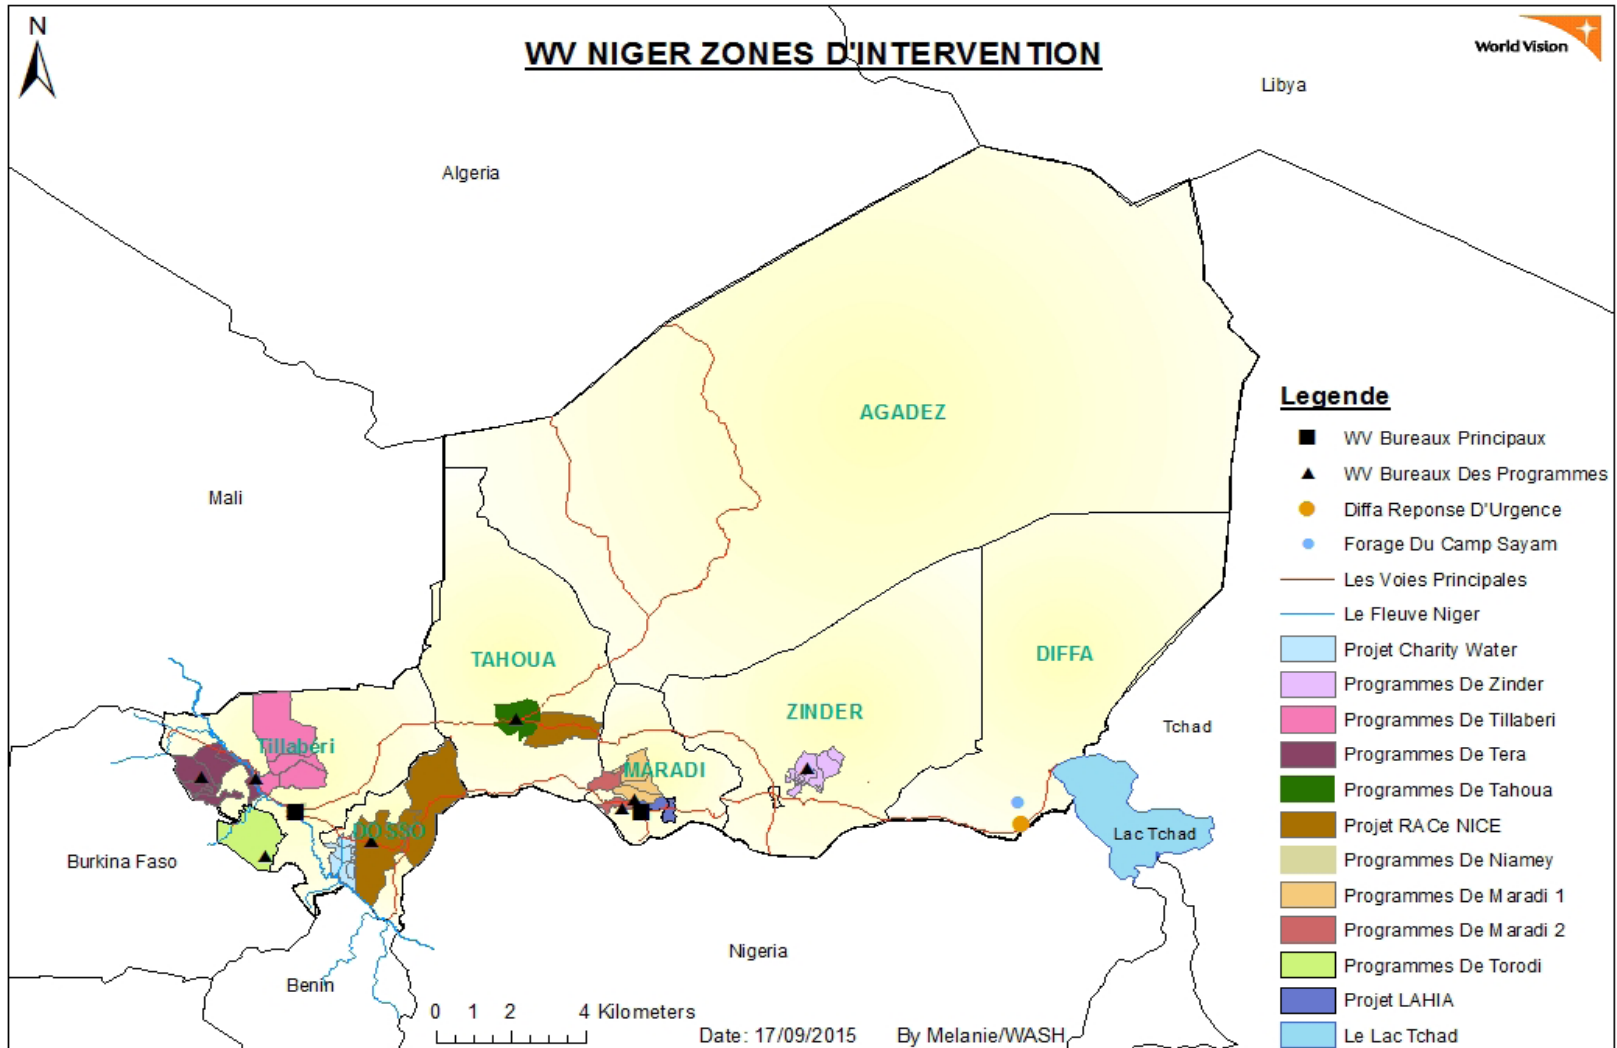 N
WV NIGER ZONES D'INTERVENTION
World Vision
Libya
Algeria
AGADEZ
Mali
TAHOUA
DIFFA
ZINDER
Tchad
Tillaberi
MARADI
DOSSO
Lac Tchad
Burkina Faso
Nigeria
Benin
Legende
WV Bureaux Principaux
WV Bureaux Des Programmes
Diffa Reponse D'Urgence
Forage Du Camp Sayam
Les Voies Principales
Le Fleuve Niger
Projet Charity Water
Programmes De Zinder
Programmes De Tillaberi
Programmes De Tera
Programmes De Tahoua
Projet RACe NICE
Programmes De Niamey
Programmes De Maradi 1
Programmes De Maradi 2
Programmes De Torodi
Projet LAHIA
Le Lac Tchad
0 1 2 4 Kilometers
Date: 17/09/2015 By Melanie/WASH